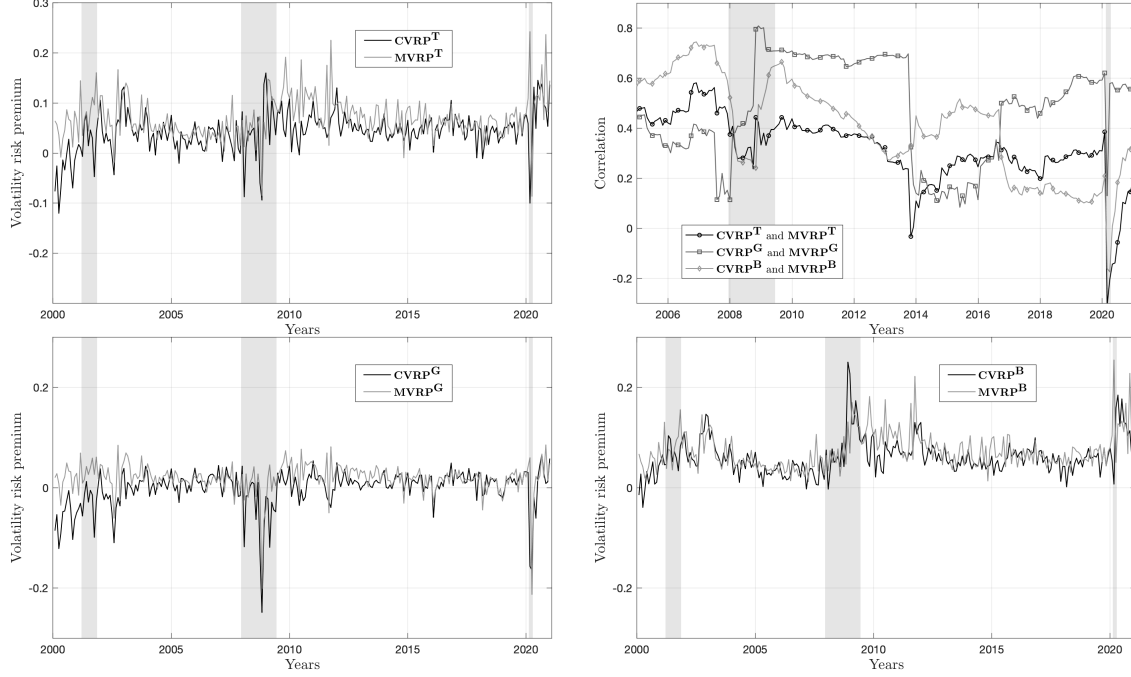 0.3
0.2
0.1
0
-0.1
-0.2
Volatility risk premium
CVRP^T
MVRP^T
2000 2005 2010 2015 2020
Years
0.8
0.6
0.4
0.2
0
-0.2
Correlation
CVRP^T and MVRP^T
CVRP^G and MVRP^G
CVRP^B and MVRP^B
2006 2008 2010 2012 2014 2016 2018 2020
Years
0.2
0
-0.2
Volatility risk premium
CVRP^G
MVRP^G
2000 2005 2010 2015 2020
Years
0.2
0
-0.2
Volatility risk premium
CVRP^B
MVRP^B
2000 2005 2010 2015 2020
Years